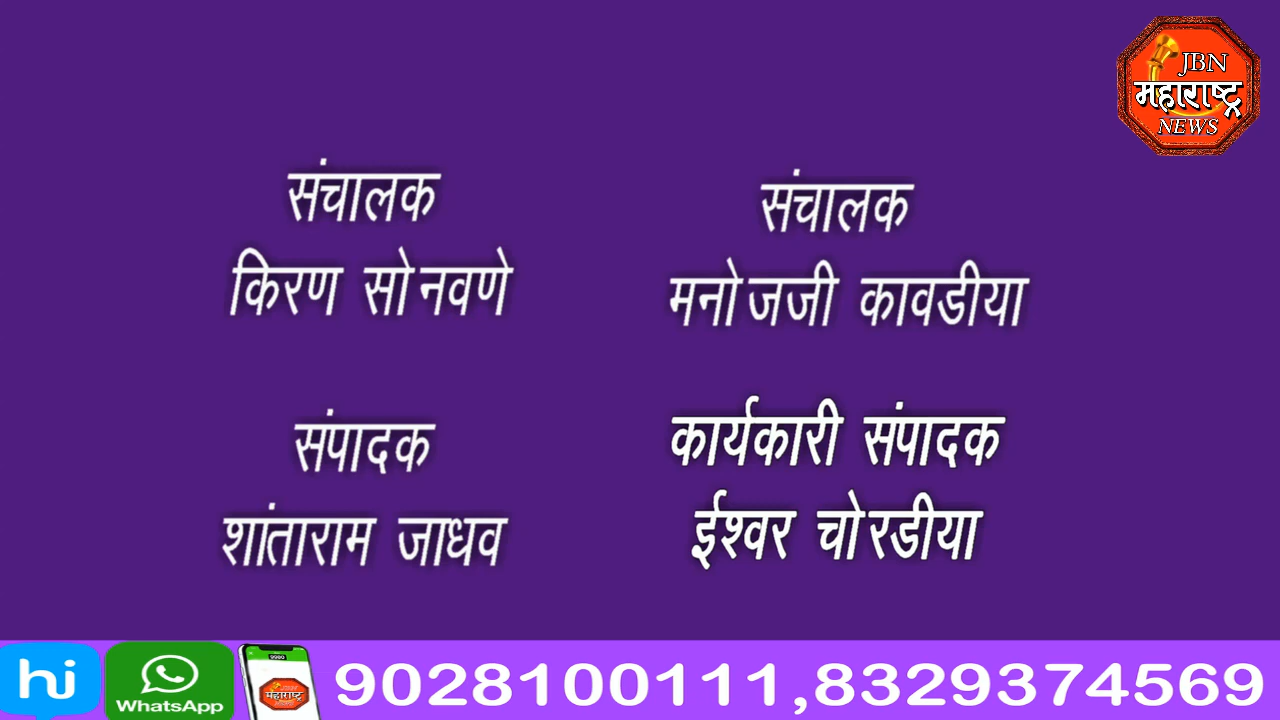 JBN
महाराष्ट्र
NEWS
संचालक
किरण सोनवणे
संचालक
मनोजजी कावडीया
संपादक
शांताराम जाधव
कार्यकारी संपादक
ईश्वर चोरडीया
hi
WhatsApp
महाराष्ट्र
9028100111,8329374569